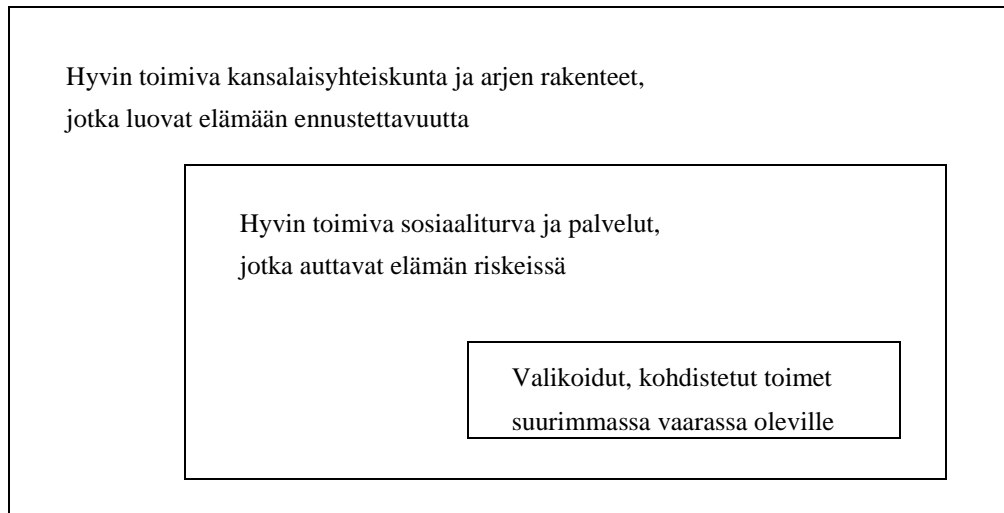 Hyvin toimiva kansalaisyhteiskunta ja arjen rakenteet,
jotka luovat elämään ennustettavuutta
Hyvin toimiva sosiaaliturva ja palvelut,
jotka auttavat elämän riskeissä
Valikoidut, kohdistetut toimet
suurimmassa vaarassa oleville